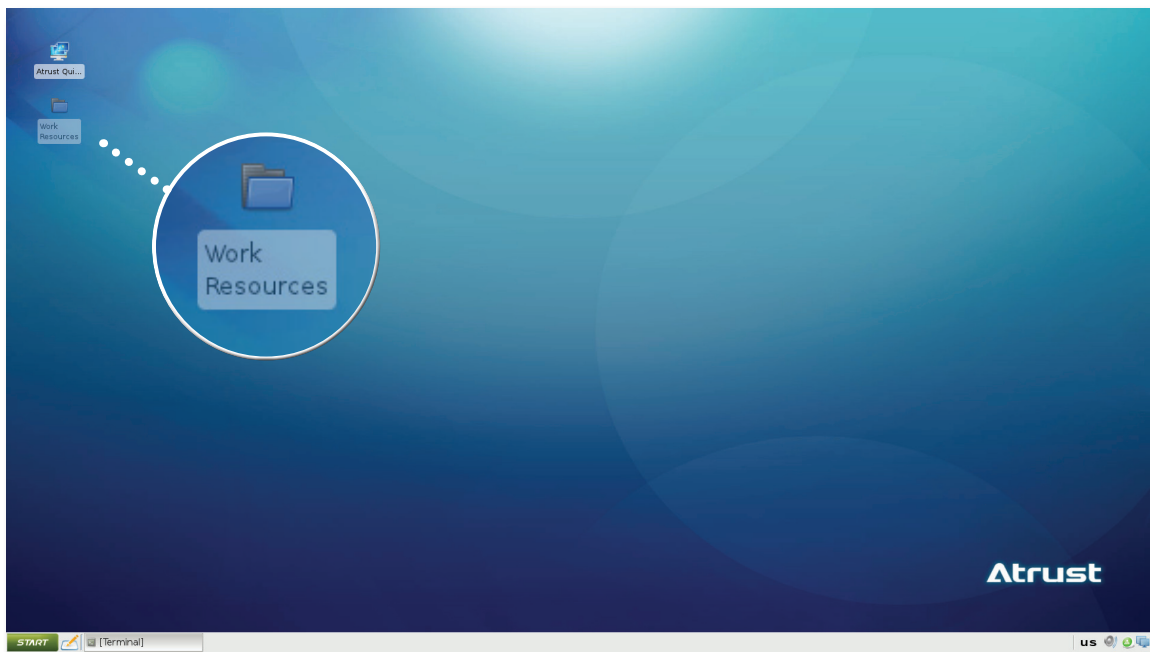 Atrust Qui...
Work
Resources
Work
Resources
Atrust
START
[Terminal]
us